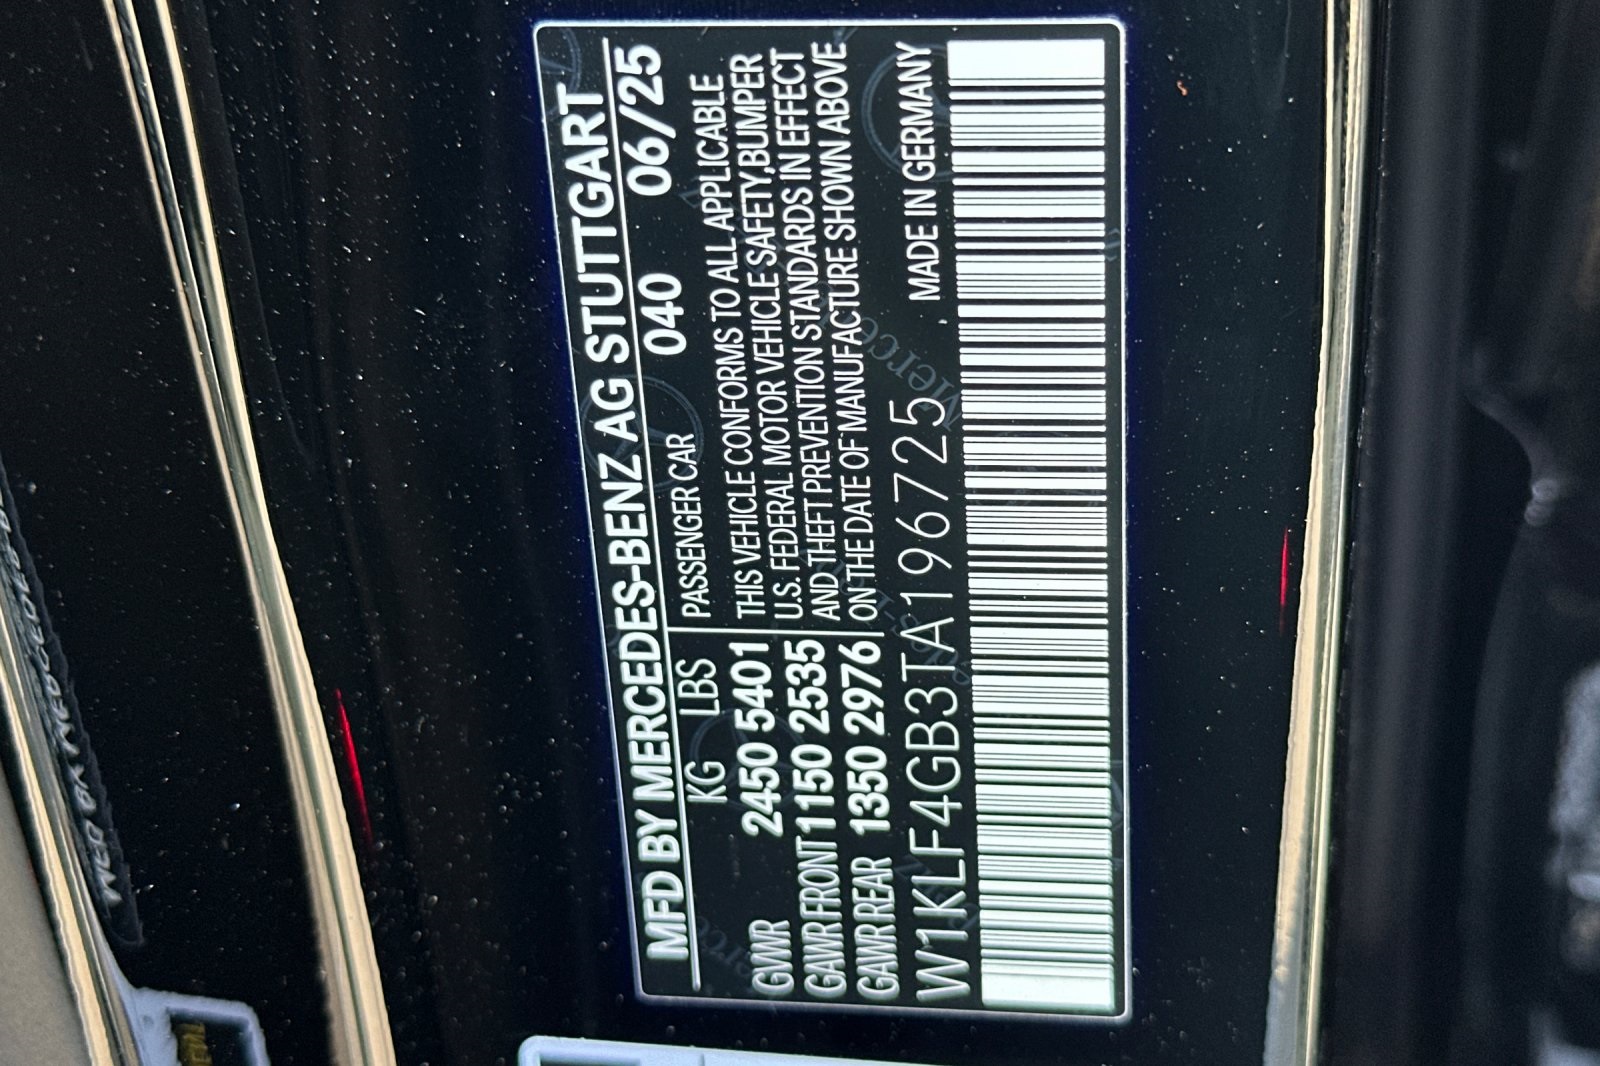 MFD BY MERCEDES-BENZ AG STUTTGART
KG LBS PASSENGER CAR 040 06/25
GVWR 2450 5401 THIS VEHICLE CONFORMS TO ALL APPLICABLE
GAWR FRONT 1150 2535 U.S. FEDERAL MOTOR VEHICLE SAFETY,BUMPER
GAWR REAR 1350 2976 AND THEFT PREVENTION STANDARDS IN EFFECT
ON THE DATE OF MANUFACTURE SHOWN ABOVE
W1KLF4GB3TA196725 MADE IN GERMANY